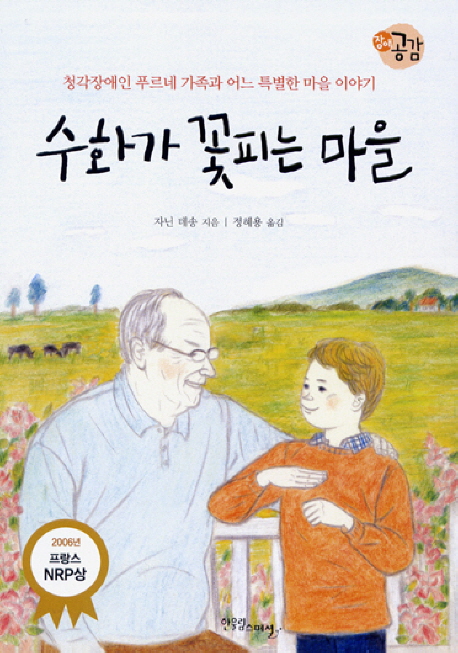 장애
공감
청각장애인 푸르네 가족과 어느 특별한 마을 이야기
수화가 꽃피는 마을
자닌 테송 지음 | 정혜용 옮김
2006년
프랑스
NRP상
한울림스페셜